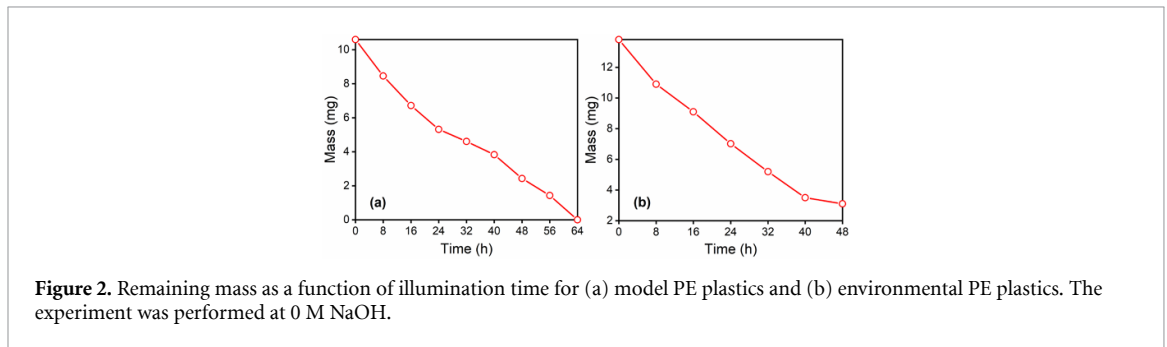 10
8
6
4
2
0
Mass (mg)
(a)
0 8 16 24 32 40 48 56 64
Time (h)
12
10
8
6
4
2
Mass (mg)
(b)
0 8 16 24 32 40 48
Time (h)
Figure 2. Remaining mass as a function of illumination time for (a) model PE plastics and (b) environmental PE plastics. The
experiment was performed at 0 M NaOH.